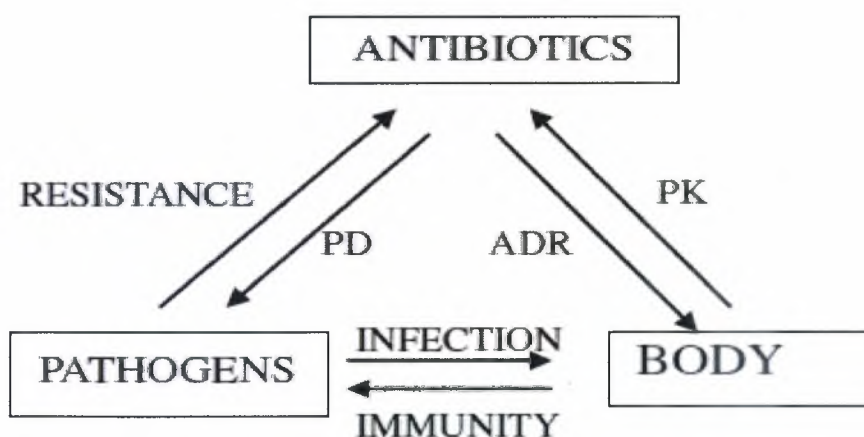 ANTIBIOTICS
RESISTANCE
PK
PD
ADR
INFECTION
PATHOGENS
BODY
IMMUNITY